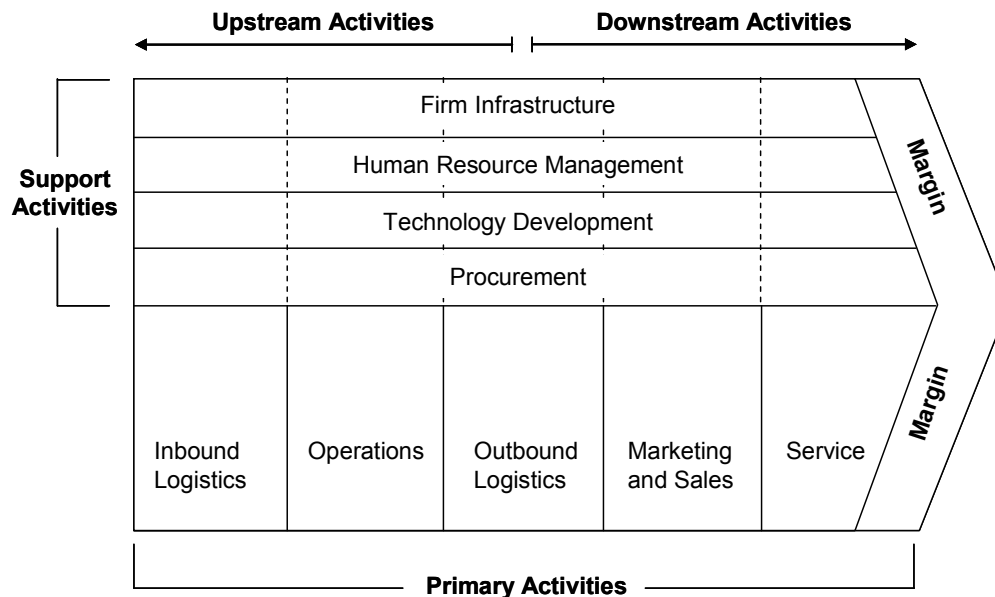 Upstream Activities
Downstream Activities
Firm Infrastructure
Human Resource Management
Technology Development
Procurement
Support
Activities
Margin
Margin
Inbound
Logistics
Operations
Outbound
Logistics
Marketing
and Sales
Service
Primary Activities